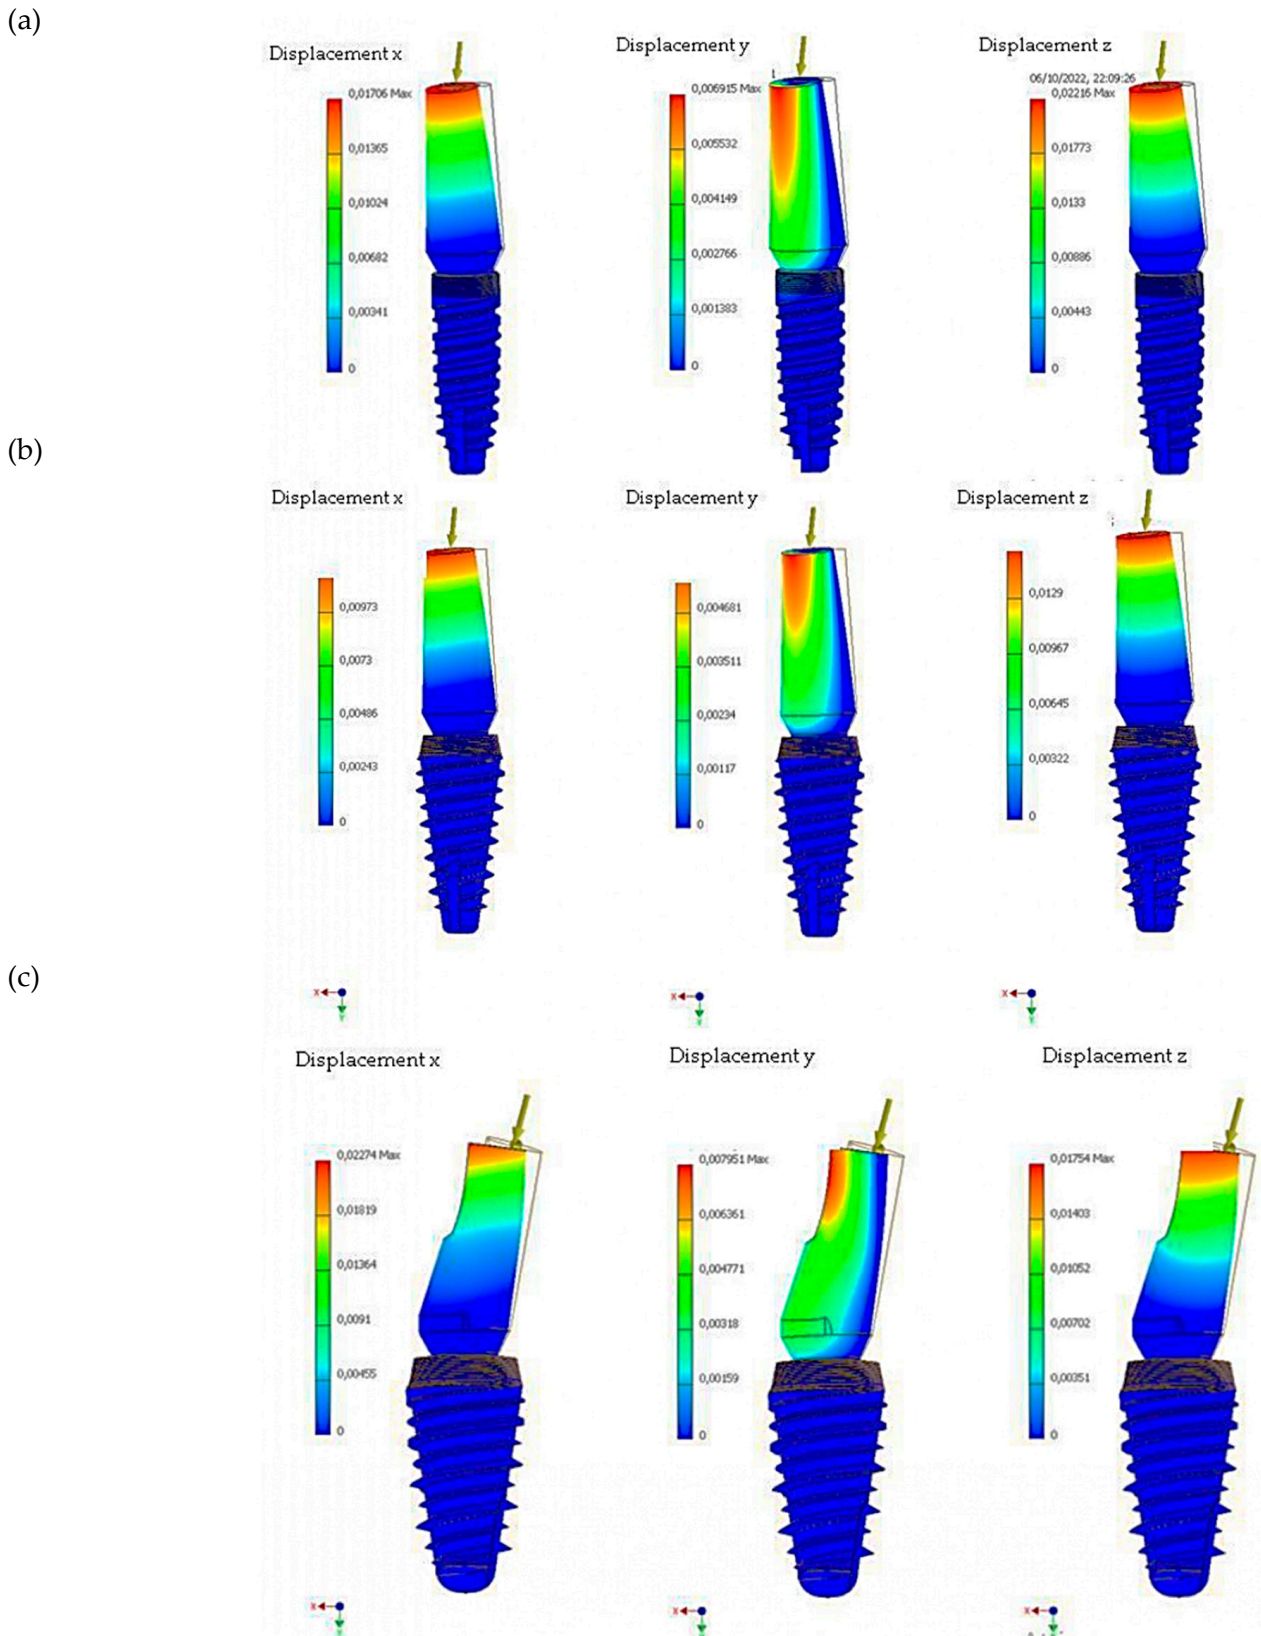 (a)
Displacement x
Displacement y
Displacement z
0,01706 Max
0,01365
0,01024
0,00682
0,00341
0
0,006915 Max
0,005532
0,004149
0,002766
0,001383
0
06/10/2022, 22:09:26
0,02216 Max
0,01773
0,0133
0,00886
0,00443
0
(b)
Displacement x
Displacement y
Displacement z
0,00973
0,0073
0,00486
0,00243
0
0,004681
0,003511
0,00234
0,00117
0
0,0129
0,00967
0,00645
0,00322
0
X
Y
X
Y
X
Y
(c)
Displacement x
Displacement y
Displacement z
0,02274 Max
0,01819
0,01364
0,0091
0,00455
0
0,007951 Max
0,006361
0,004771
0,00318
0,00159
0
0,01754 Max
0,01403
0,01052
0,00702
0,00351
0
X
X
X